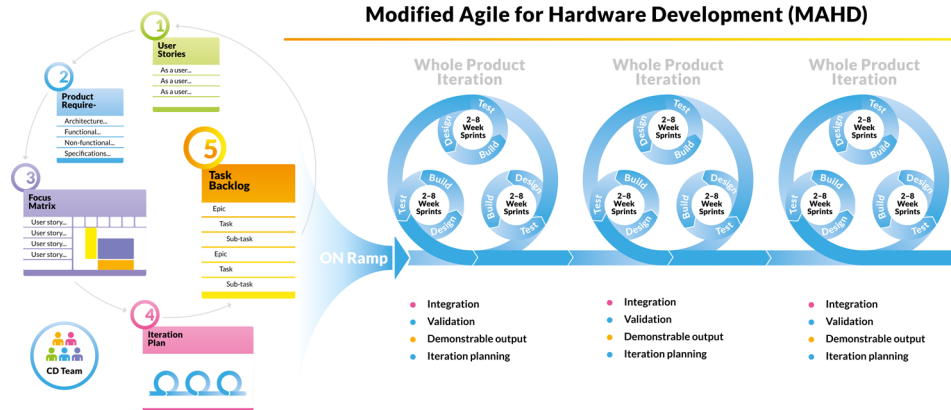 Modified Agile for Hardware Development (MAHD)
1
User
Stories
As a user...
As a user...
As a user...
2
Product
Require-
Architecture...
Functional...
Non-functional...
Specifications...
3
Focus
Matrix
User story...
User story...
User story...
User story...
4
Iteration
Plan
5
Task
Backlog
Epic
Task
Sub-task
Epic
Task
Sub-task
CD Team
ON Ramp
Whole Product
Iteration
Test
Design
Build
2–8
Week
Sprints
Build
Test
Design
2–8
Week
Sprints
Design
Build
Test
2–8
Week
Sprints
Integration
Validation
Demonstrable output
Iteration planning
Whole Product
Iteration
Test
Design
Build
2–8
Week
Sprints
Build
Test
Design
2–8
Week
Sprints
Design
Build
Test
2–8
Week
Sprints
Integration
Validation
Demonstrable output
Iteration planning
Whole Product
Iteration
Test
Design
Build
2–8
Week
Sprints
Build
Test
Design
2–8
Week
Sprints
Design
Build
Test
2–8
Week
Sprints
Integration
Validation
Demonstrable output
Iteration planning